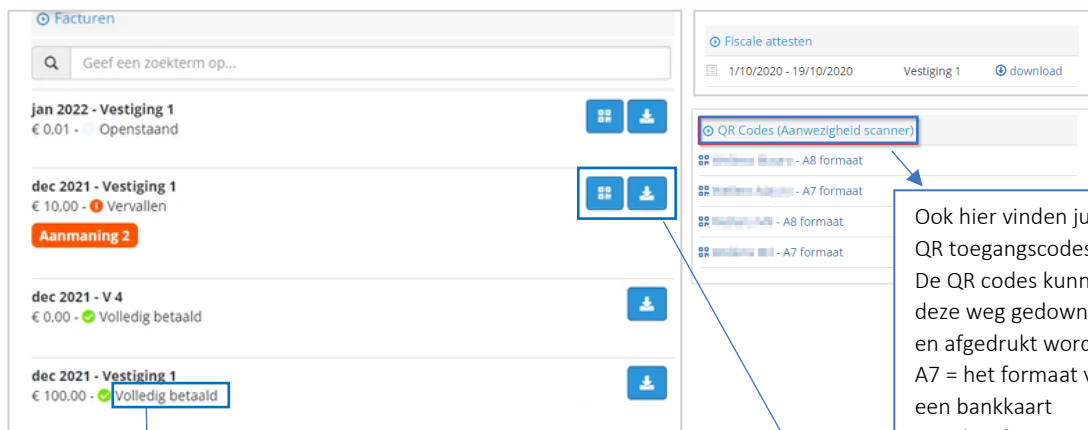 Facturen
Geef een zoekterm op...
jan 2022 - Vestiging 1
€ 0.01 - Openstaand
dec 2021 - Vestiging 1
€ 10,00 - Vervallen
Aanmaning 2
dec 2021 - V 4
€ 0.00 - Volledig betaald
dec 2021 - Vestiging 1
€ 100.00 - Volledig betaald
Fiscale attesten
1/10/2020 - 19/10/2020 Vestiging 1 download
QR Codes (Aanwezigheid scanner)
- A8 formaat
- A7 formaat
- A8 formaat
- A7 formaat
Ook hier vinden ju
QR toegangscodes
De QR codes kunn
deze weg gedown
en afgedrukt word
A7 = het formaat v
een bankkaart